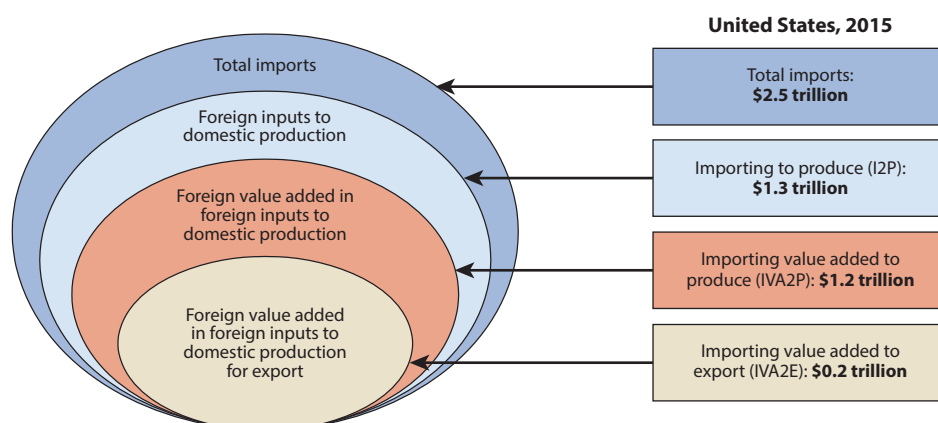 United States, 2015
Total imports
Total imports:
$2.5 trillion
Foreign inputs to
domestic production
Importing to produce (I2P):
$1.3 trillion
Foreign value added in
foreign inputs to
domestic production
Importing value added to
produce (IVA2P): $1.2 trillion
Foreign value added
in foreign inputs to
domestic production
for export
Importing value added to
export (IVA2E): $0.2 trillion